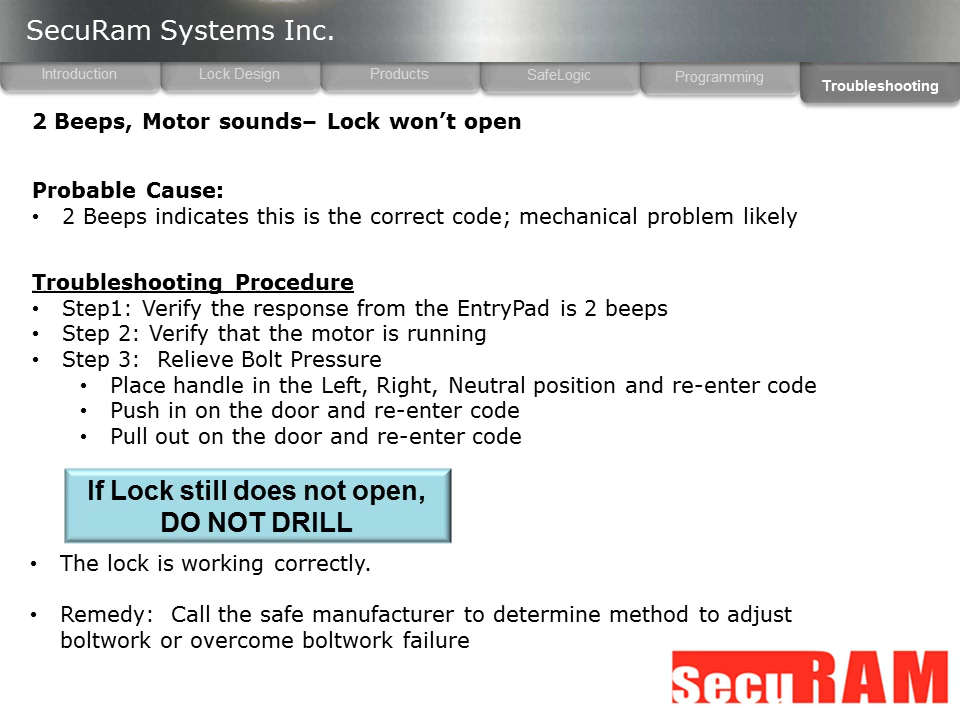 SecuRam Systems Inc.
Introduction
Lock Design
Products
SafeLogic
Programming
Troubleshooting
2 Beeps, Motor sounds– Lock won’t open
Probable Cause:
• 2 Beeps indicates this is the correct code; mechanical problem likely
Troubleshooting Procedure
• Step1: Verify the response from the EntryPad is 2 beeps
• Step 2: Verify that the motor is running
• Step 3:  Relieve Bolt Pressure
• Place handle in the Left, Right, Neutral position and re-enter code
• Push in on the door and re-enter code
• Pull out on the door and re-enter code
If Lock still does not open,
DO NOT DRILL
• The lock is working correctly.
• Remedy:  Call the safe manufacturer to determine method to adjust
boltwork or overcome boltwork failure
SecuRAM